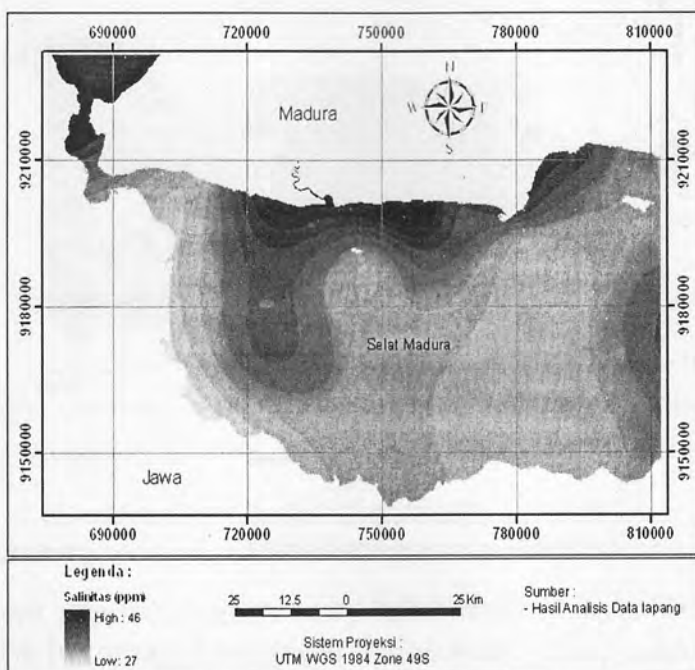 690000 720000 750000 780000 810000
N
W
S
Madura
9210000 9210000
9180000 9180000
Selat Madura
9150000 9150000
Jawa
690000 720000 750000 780000 810000
Legenda :
Salinitas (ppm)
High : 46
Low : 27
25 12.5 0 25 Km
Sistem Proyeksi :
UTM WGS 1984 Zone 49S
Sumber :
- Hasil Analisis Data lapang